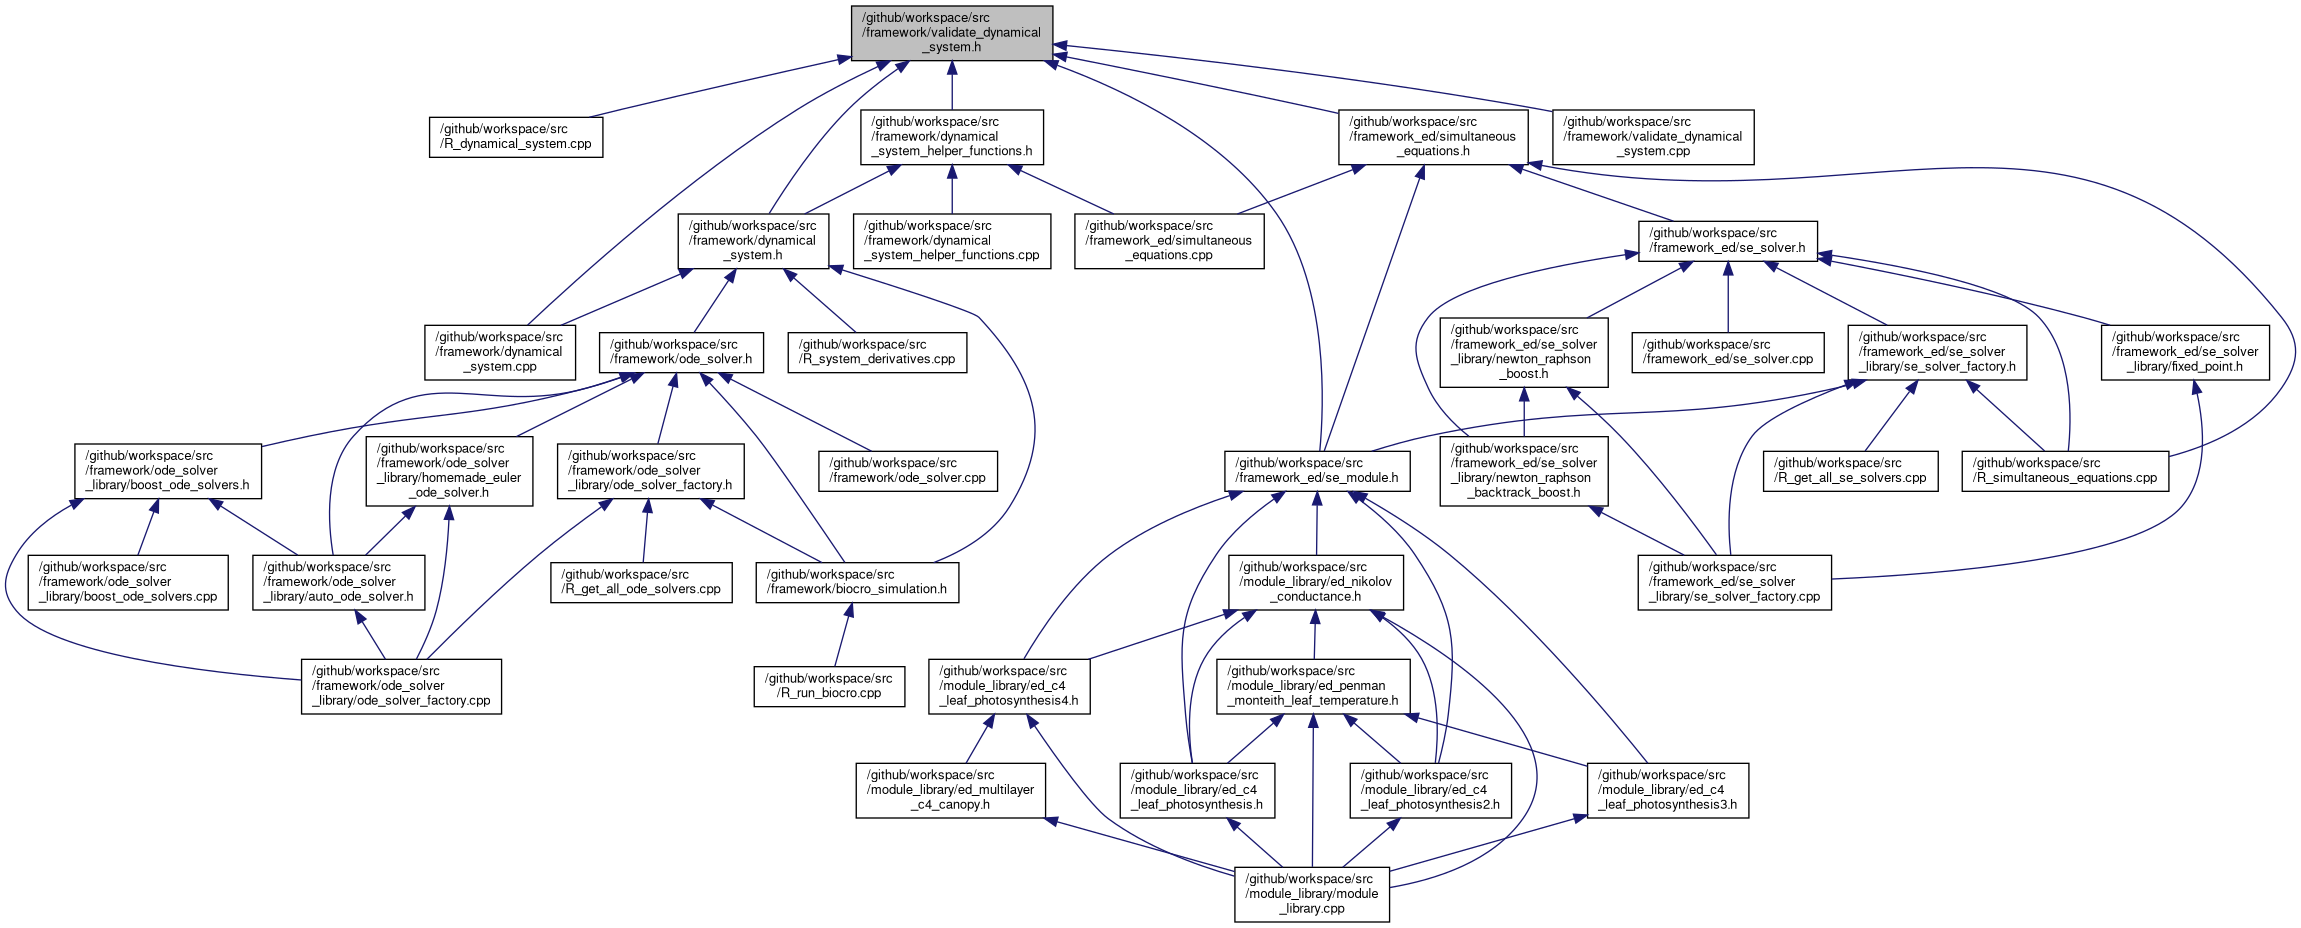 /github/workspace/src
/framework/validate_dynamical
_system.h
/github/workspace/src
/R_dynamical_system.cpp
/github/workspace/src
/framework/dynamical
_system_helper_functions.h
/github/workspace/src
/framework_ed/simultaneous
_equations.h
/github/workspace/src
/framework/validate_dynamical
_system.cpp
/github/workspace/src
/framework/dynamical
_system.h
/github/workspace/src
/framework/dynamical
_system_helper_functions.cpp
/github/workspace/src
/framework_ed/simultaneous
_equations.cpp
/github/workspace/src
/framework_ed/se_solver.h
/github/workspace/src
/framework/dynamical
_system.cpp
/github/workspace/src
/framework/ode_solver.h
/github/workspace/src
/R_system_derivatives.cpp
/github/workspace/src
/framework_ed/se_solver
_library/newton_raphson
_boost.h
/github/workspace/src
/framework_ed/se_solver.cpp
/github/workspace/src
/framework_ed/se_solver
_library/se_solver_factory.h
/github/workspace/src
/framework_ed/se_solver
_library/fixed_point.h
/github/workspace/src
/framework/ode_solver
_library/boost_ode_solvers.h
/github/workspace/src
/framework/ode_solver
_library/homemade_euler
_ode_solver.h
/github/workspace/src
/framework/ode_solver
_library/ode_solver_factory.h
/github/workspace/src
/framework/ode_solver.cpp
/github/workspace/src
/framework_ed/se_module.h
/github/workspace/src
/framework_ed/se_solver
_library/newton_raphson
_backtrack_boost.h
/github/workspace/src
/R_get_all_se_solvers.cpp
/github/workspace/src
/R_simultaneous_equations.cpp
/github/workspace/src
/framework/ode_solver
_library/boost_ode_solvers.cpp
/github/workspace/src
/framework/ode_solver
_library/auto_ode_solver.h
/github/workspace/src
/R_get_all_ode_solvers.cpp
/github/workspace/src
/framework/biocro_simulation.h
/github/workspace/src
/module_library/ed_nikolov
_conductance.h
/github/workspace/src
/framework_ed/se_solver
_library/se_solver_factory.cpp
/github/workspace/src
/framework/ode_solver
_library/ode_solver_factory.cpp
/github/workspace/src
/R_run_biocro.cpp
/github/workspace/src
/module_library/ed_c4
_leaf_photosynthesis4.h
/github/workspace/src
/module_library/ed_penman
_monteith_leaf_temperature.h
/github/workspace/src
/module_library/ed_multilayer
_c4_canopy.h
/github/workspace/src
/module_library/ed_c4
_leaf_photosynthesis.h
/github/workspace/src
/module_library/ed_c4
_leaf_photosynthesis2.h
/github/workspace/src
/module_library/ed_c4
_leaf_photosynthesis3.h
/github/workspace/src
/module_library/module
_library.cpp